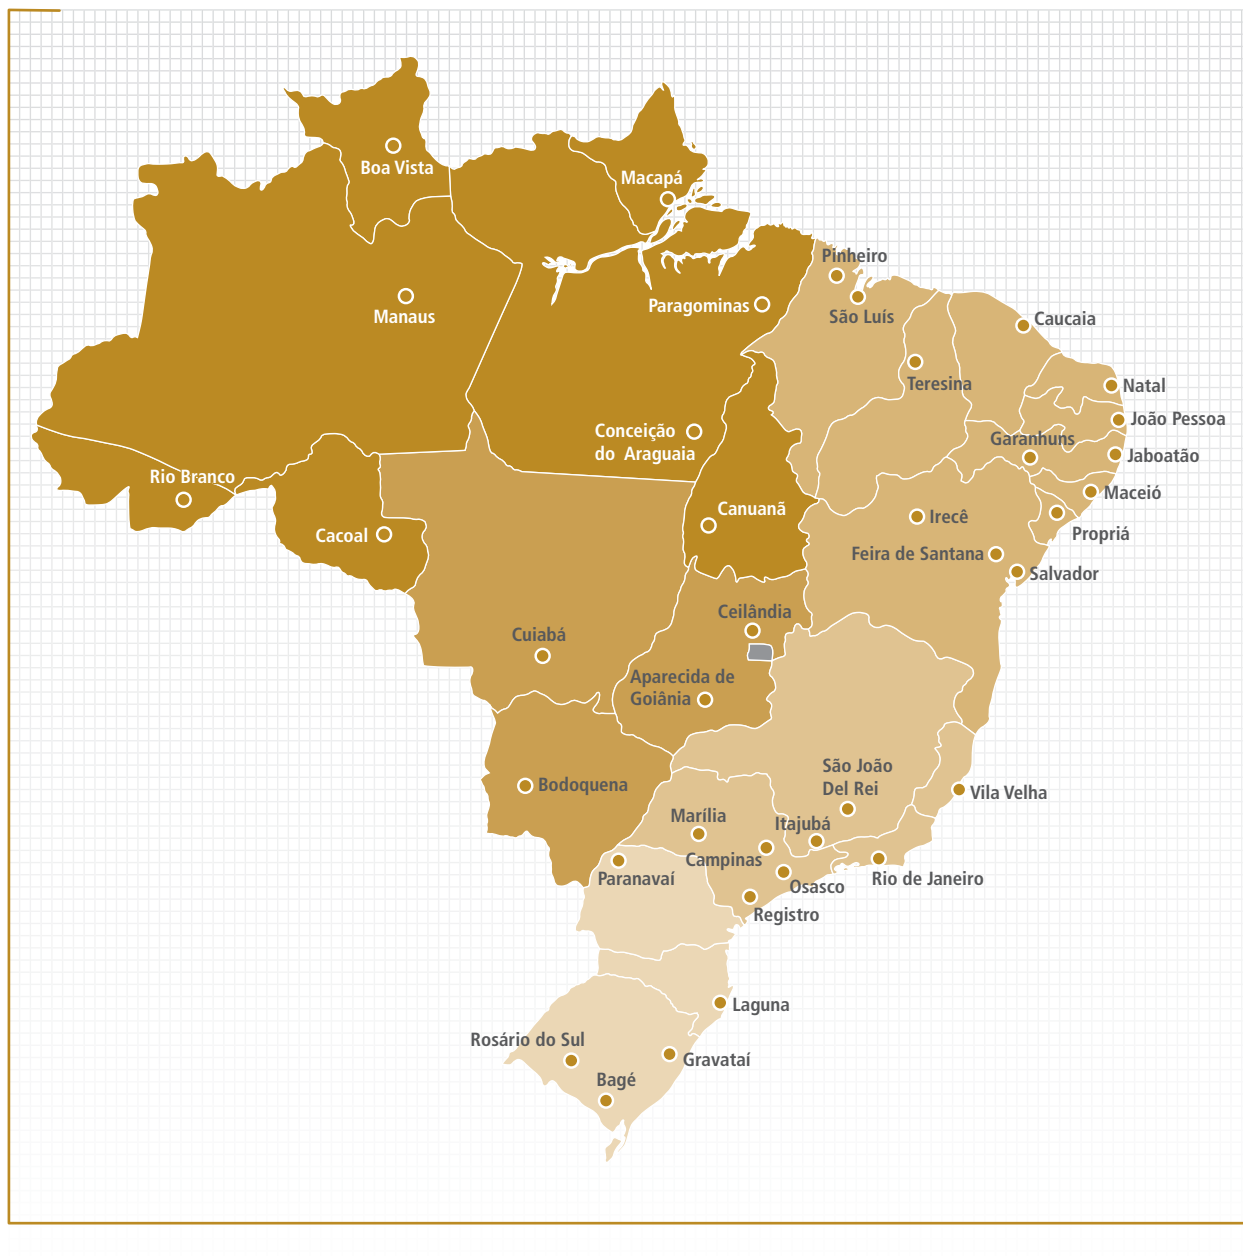 Boa Vista
Macapá
Pinheiro
Paragominas
São Luís
Manaus
Caucaia
Teresina
Natal
João Pessoa
Conceição
do Araguaia
Garanhuns
Jaboatão
Rio Branco
Maceió
Canuanã
Irecê
Cacoal
Propriá
Feira de Santana
Salvador
Ceilândia
Cuiabá
Aparecida de
Goiânia
São João
Del Rei
Bodoquena
Vila Velha
Marília
Itajubá
Campinas
Paranavaí
Osasco
Rio de Janeiro
Registro
Laguna
Rosário do Sul
Gravataí
Bagé